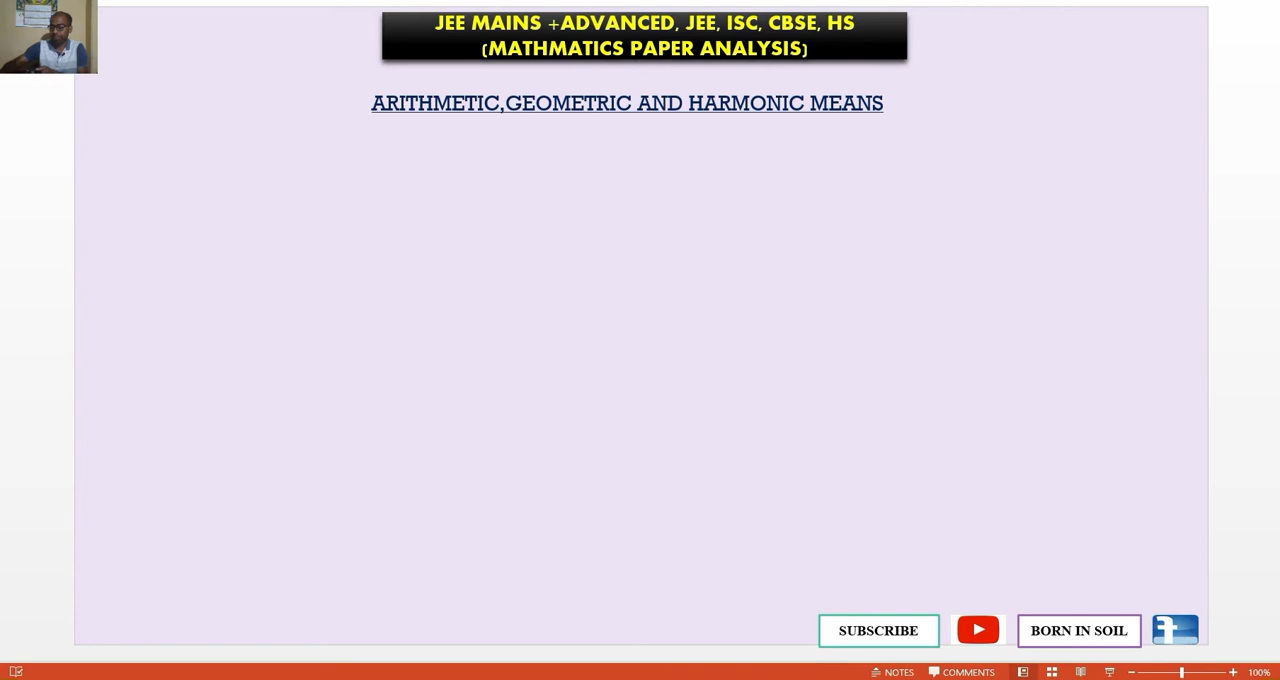 JEE MAINS +ADVANCED, JEE, ISC, CBSE, HS
(MATHMATICS PAPER ANALYSIS)
ARITHMETIC,GEOMETRIC AND HARMONIC MEANS
SUBSCRIBE
BORN IN SOIL
NOTES
COMMENTS
100%